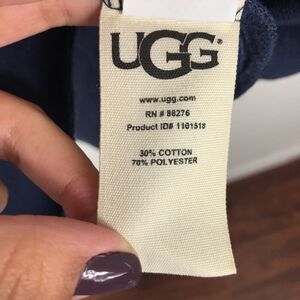 UGG®
www.ugg.com
RN # 88276
Product ID# 1101518
30% COTTON
70% POLYESTER